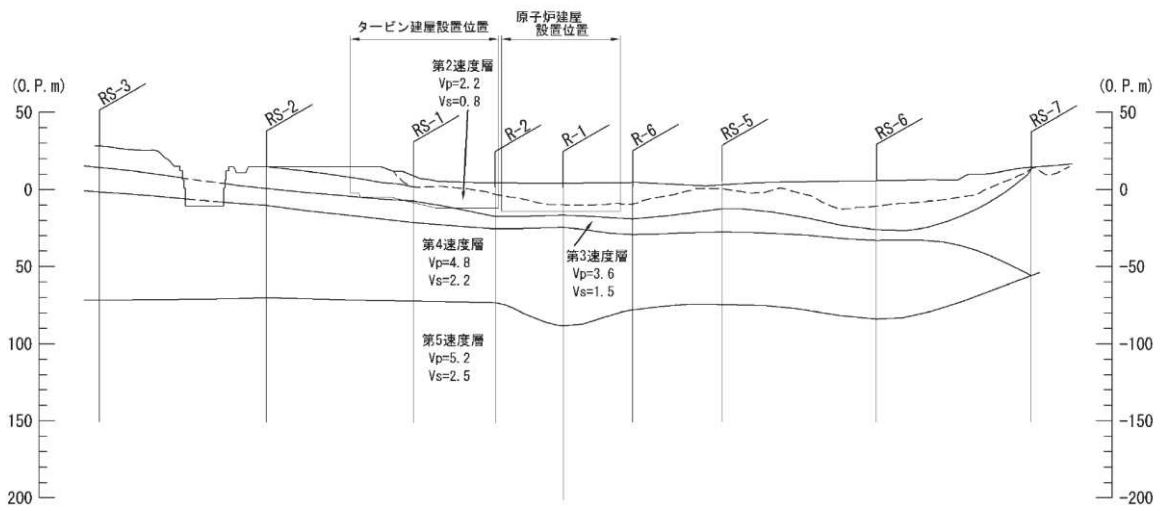 タービン建屋設置位置
原子炉建屋
設置位置
(O.P.m)
(O.P.m)
RS-3
RS-2
RS-1
R-2
R-1
R-6
RS-5
RS-6
RS-7
第2速度層
Vp=2.2
Vs=0.8
第3速度層
Vp=3.6
Vs=1.5
第4速度層
Vp=4.8
Vs=2.2
第5速度層
Vp=5.2
Vs=2.5
50
0
50
100
150
200
50
0
-50
-100
-150
-200